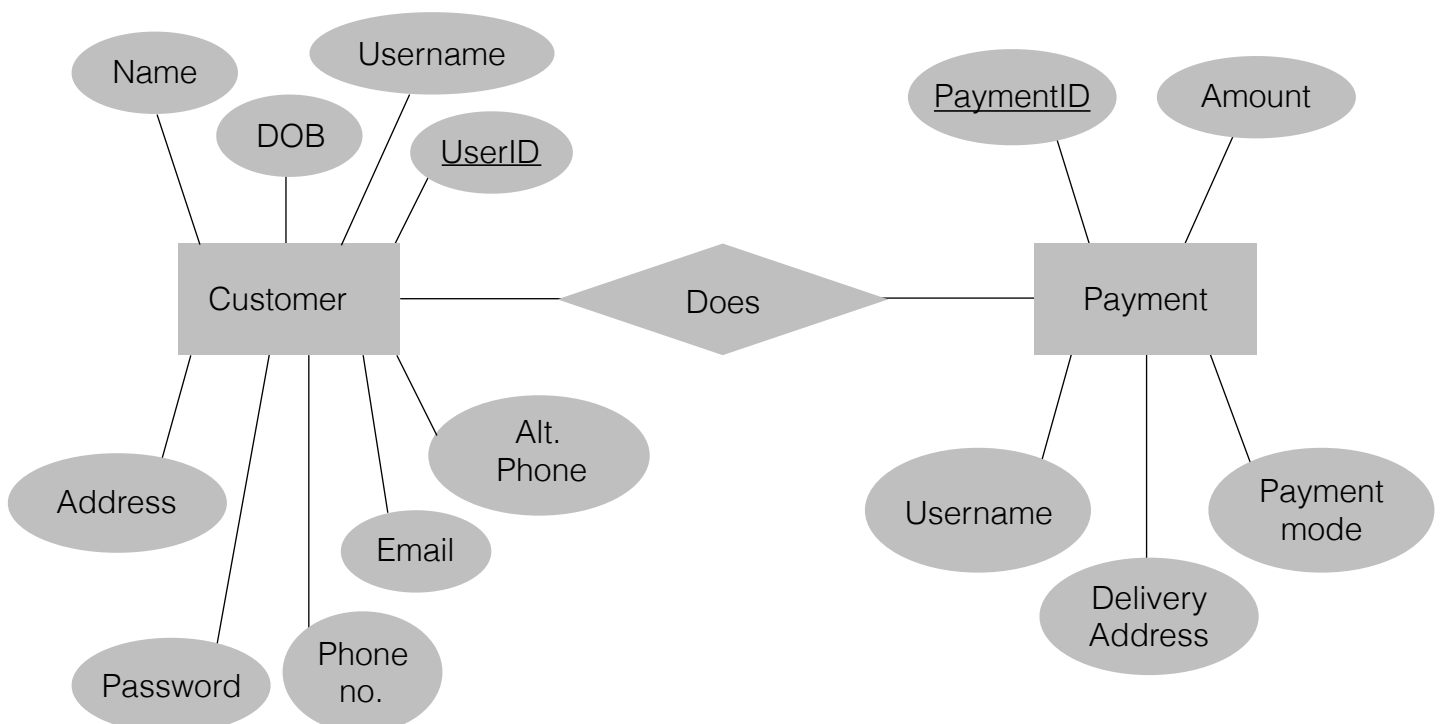 Name
Username
DOB
UserID
PaymentID
Amount
Customer
Does
Payment
Address
Alt.
Phone
Email
Password
Phone
no.
Username
Delivery
Address
Payment
mode